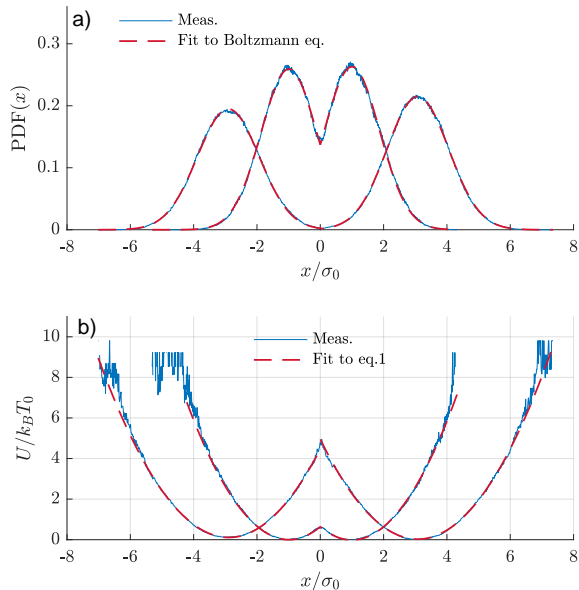 a)
Meas.
Fit to Boltzmann eq.
PDF(x)
0.3
0.2
0.1
0
-8 -6 -4 -2 0 2 4 6 8
x/σ₀
b)
Meas.
Fit to eq.1
U/k_BT₀
10
8
6
4
2
0
-8 -6 -4 -2 0 2 4 6 8
x/σ₀